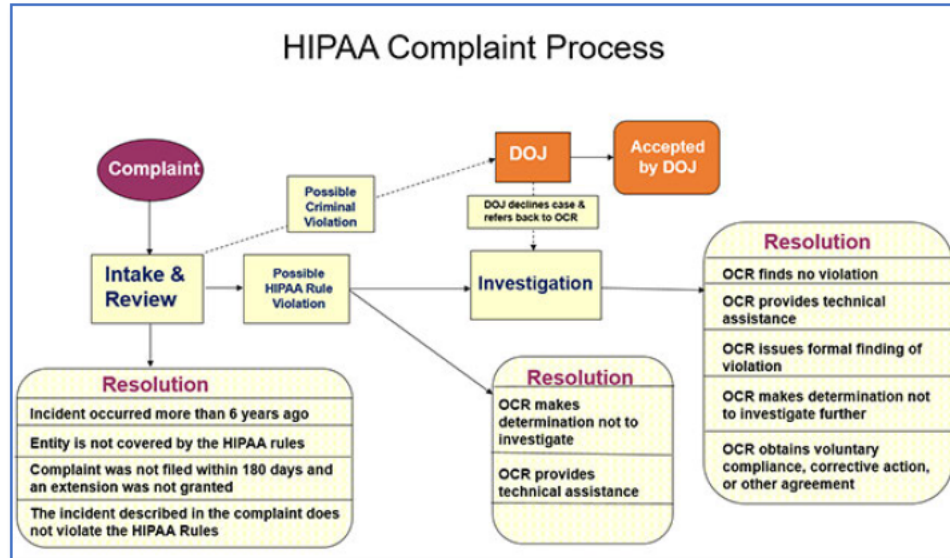 HIPAA Complaint Process
Complaint
DOJ
Accepted
by DOJ
Possible
Criminal
Violation
DOJ declines case &
refers back to OCR
Intake &
Review
Possible
HIPAA Rule
Violation
Investigation
Resolution
OCR finds no violation
OCR provides technical
assistance
OCR issues formal finding of
violation
OCR makes determination not
to investigate further
OCR obtains voluntary
compliance, corrective action,
or other agreement
Resolution
OCR makes
determination not to
investigate
OCR provides
technical assistance
Resolution
Incident occurred more than 6 years ago
Entity is not covered by the HIPAA rules
Complaint was not filed within 180 days and
an extension was not granted
The incident described in the complaint does
not violate the HIPAA Rules